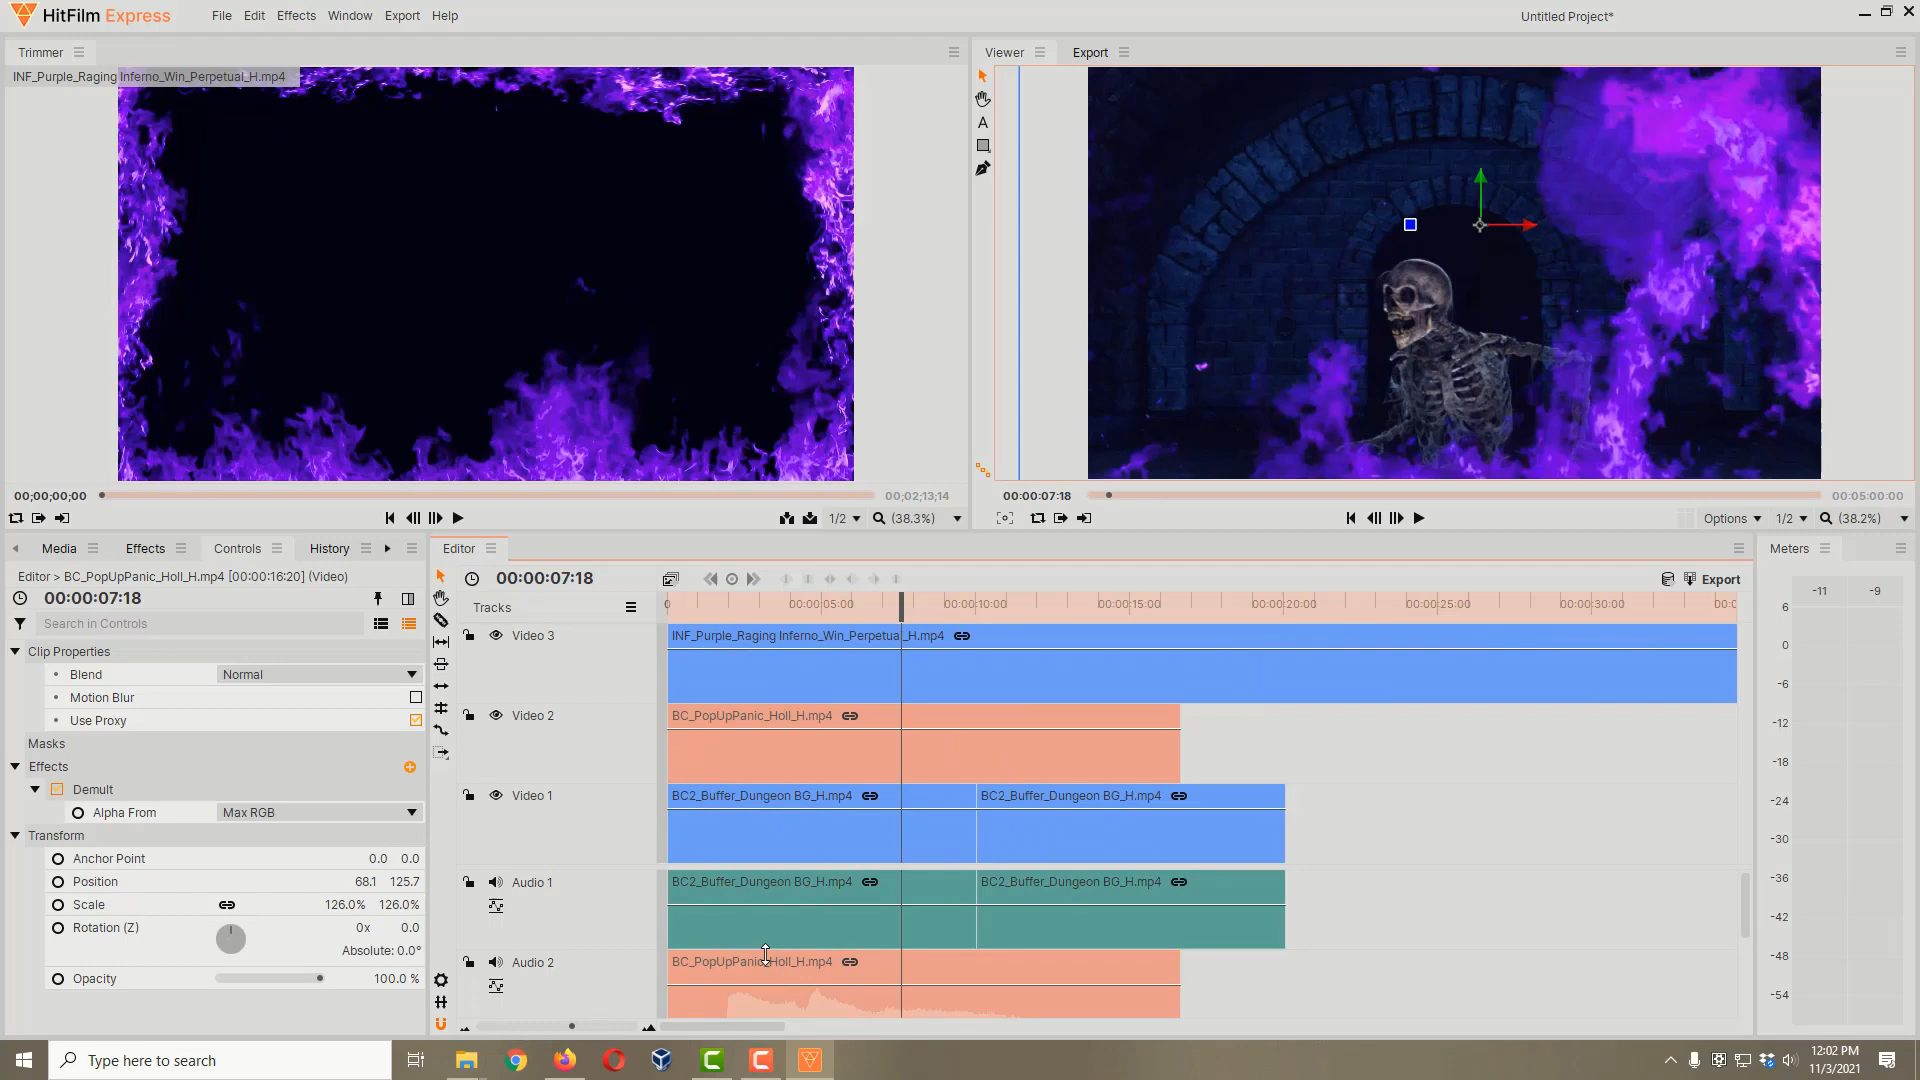 HitFilm Express
File Edit Effects Window Export Help
Untitled Project*
Trimmer
INF_Purple_Raging Inferno_Win_Perpetual_H.mp4
Viewer
Export
A
00;00;00;00
00;02;13;14
1/2
(38.3%)
00:00:07:18
00:05:00:00
Options
1/2
(38.2%)
Media
Effects
Controls
History
Editor > BC_PopUpPanic_Holl_H.mp4 [00:00:16:20] (Video)
00:00:07:18
Search in Controls
Clip Properties
Blend
Normal
Motion Blur
Use Proxy
Masks
Effects
Demult
Alpha From
Max RGB
Transform
Anchor Point
0.0 0.0
Position
68.1 125.7
Scale
126.0% 126.0%
Rotation (Z)
0x 0.0
Absolute: 0.0°
Opacity
100.0 %
Editor
00:00:07:18
Export
Tracks
0
00:00:05:00
00:00:10:00
00:00:15:00
00:00:20:00
00:00:25:00
00:00:30:00
00:0
Video 3
INF_Purple_Raging Inferno_Win_Perpetual_H.mp4
Video 2
BC_PopUpPanic_Holl_H.mp4
Video 1
BC2_Buffer_Dungeon BG_H.mp4
BC2_Buffer_Dungeon BG_H.mp4
Audio 1
BC2_Buffer_Dungeon BG_H.mp4
BC2_Buffer_Dungeon BG_H.mp4
Audio 2
BC_PopUpPanic_Holl_H.mp4
Meters
-11
-9
6
0
-6
-12
-18
-24
-30
-36
-42
-48
-54
Type here to search
12:02 PM
11/3/2021